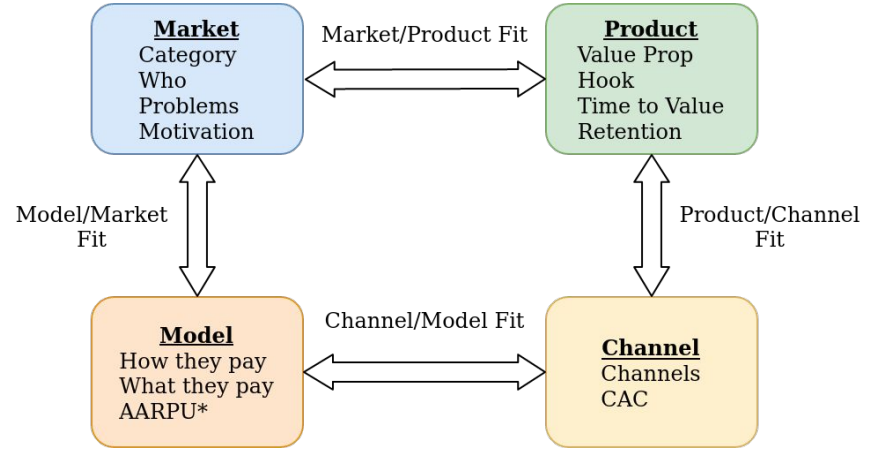 Market
Category
Who
Problems
Motivation
Market/Product Fit
Product
Value Prop
Hook
Time to Value
Retention
Model/Market
Fit
Product/Channel
Fit
Model
How they pay
What they pay
AARPU*
Channel/Model Fit
Channel
Channels
CAC